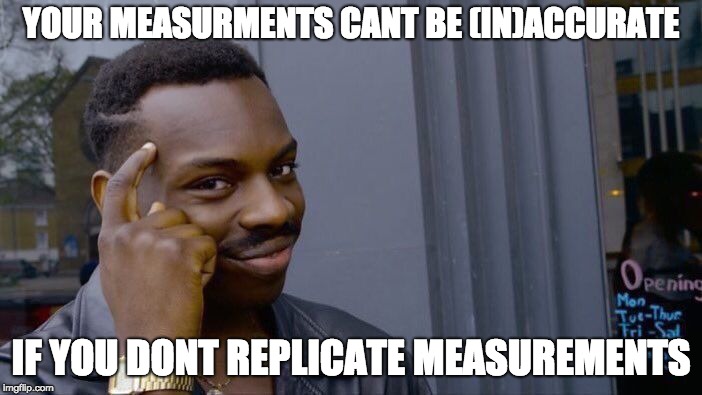 YOUR MEASURMENTS CANT BE (IN)ACCURATE
Opening
Mon
Tue-Thur
Fri-Sat
IF YOU DONT REPLICATE MEASUREMENTS
imgflip.com